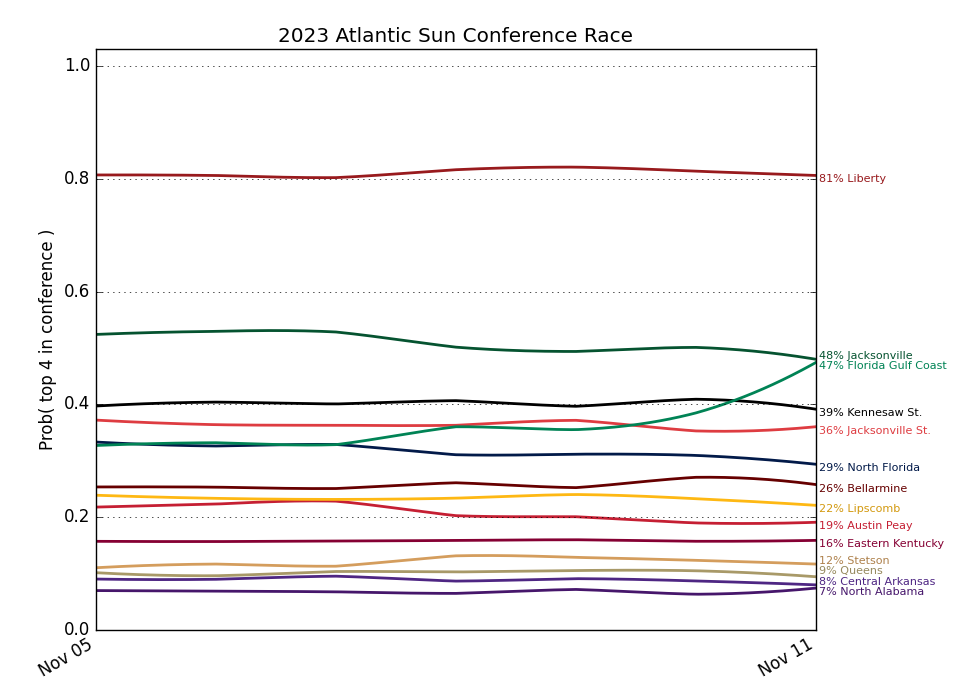 2023 Atlantic Sun Conference Race
Prob( top 4 in conference )
1.0
0.8
0.6
0.4
0.2
0.0
81% Liberty
48% Jacksonville
47% Florida Gulf Coast
39% Kennesaw St.
36% Jacksonville St.
29% North Florida
26% Bellarmine
22% Lipscomb
19% Austin Peay
16% Eastern Kentucky
12% Stetson
9% Queens
8% Central Arkansas
7% North Alabama
Nov 05
Nov 11